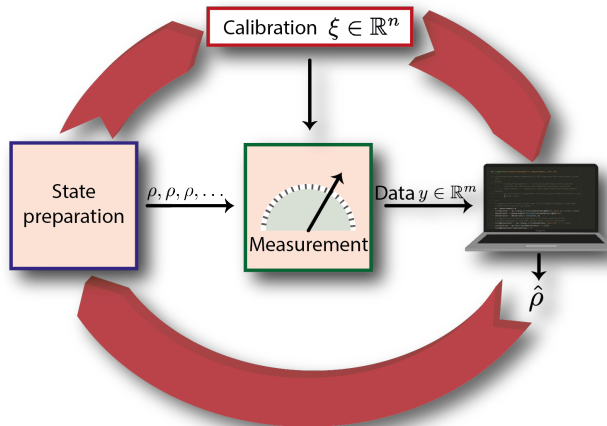 Calibration ξ ∈ ℝⁿ
State
preparation
ρ, ρ, ρ, . . .
Measurement
Data y ∈ ℝᵐ
ρ̂